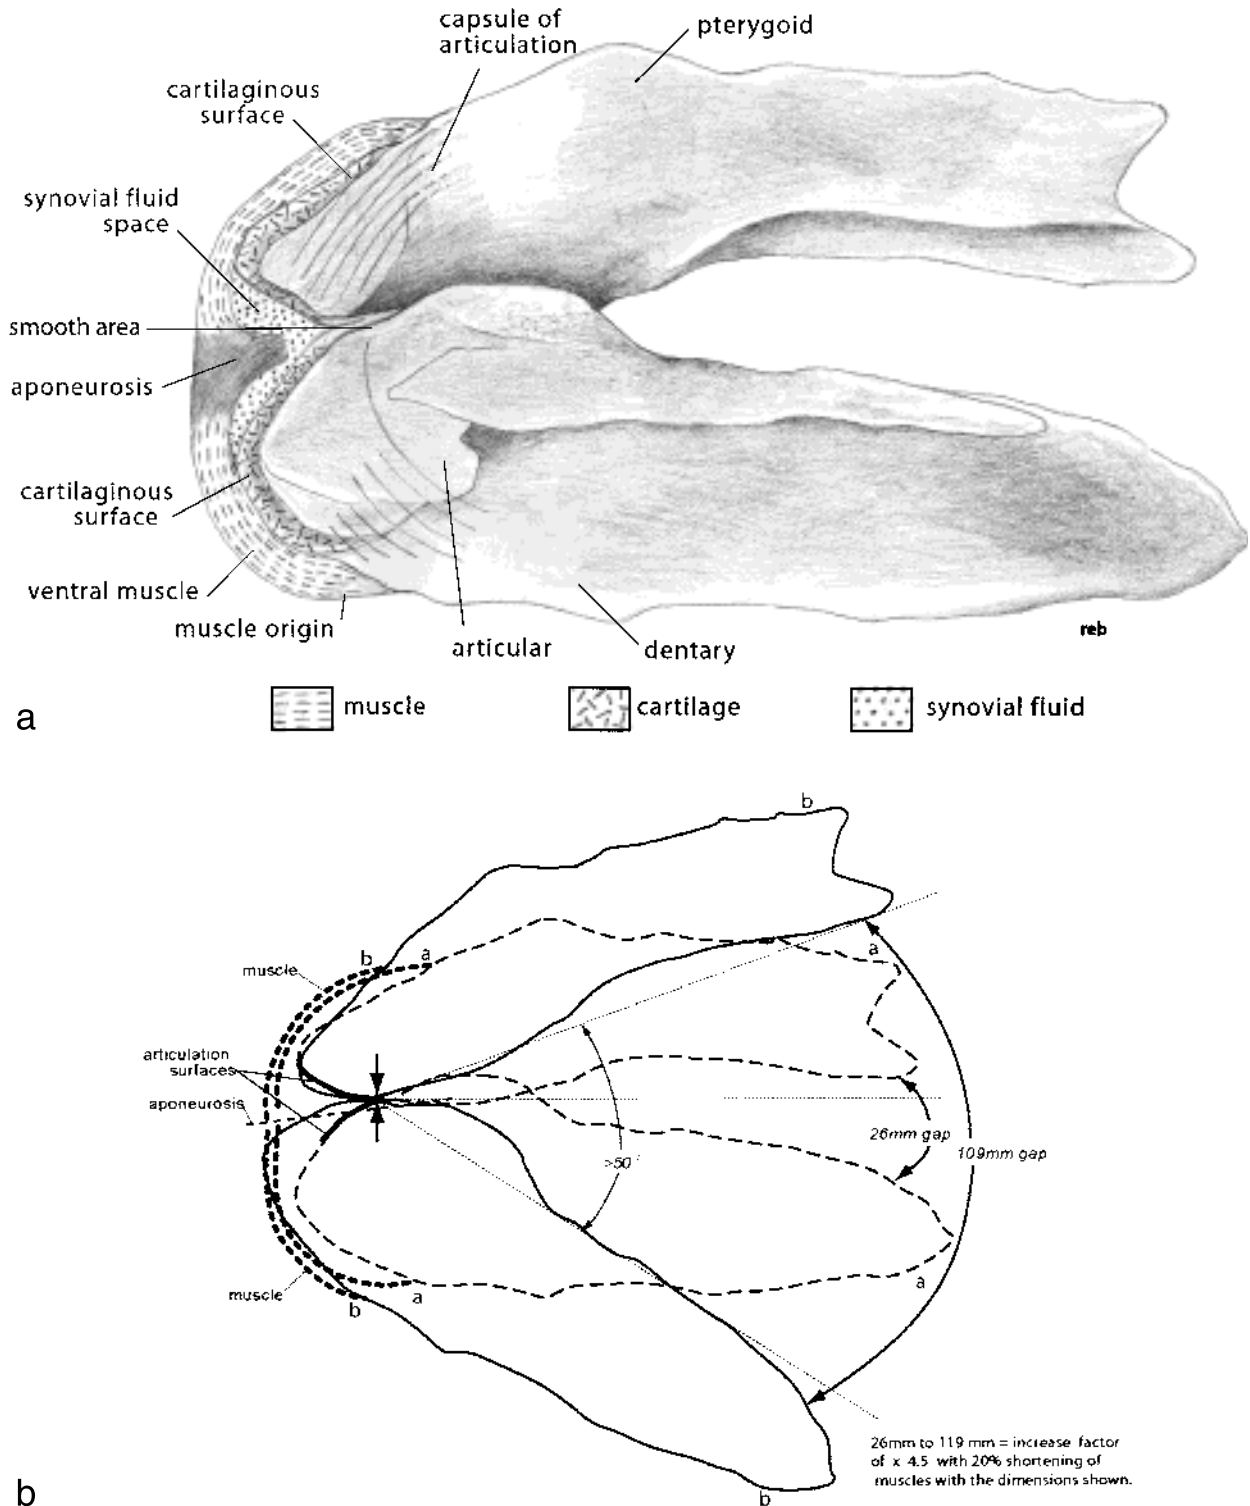 capsule of
articulation
pterygoid
cartilaginous
surface
synovial fluid
space
smooth area
aponeurosis
cartilaginous
surface
ventral muscle
muscle origin
articular
dentary
reb
a
muscle
cartilage
synovial fluid
b
b
a
a
muscle
articulation
surfaces
aponeurosis
26mm gap
109mm gap
>50
muscle
b
a
a
26mm to 119 mm = increase factor
of x 4.5 with 20% shortening of
muscles with the dimensions shown.
b
b